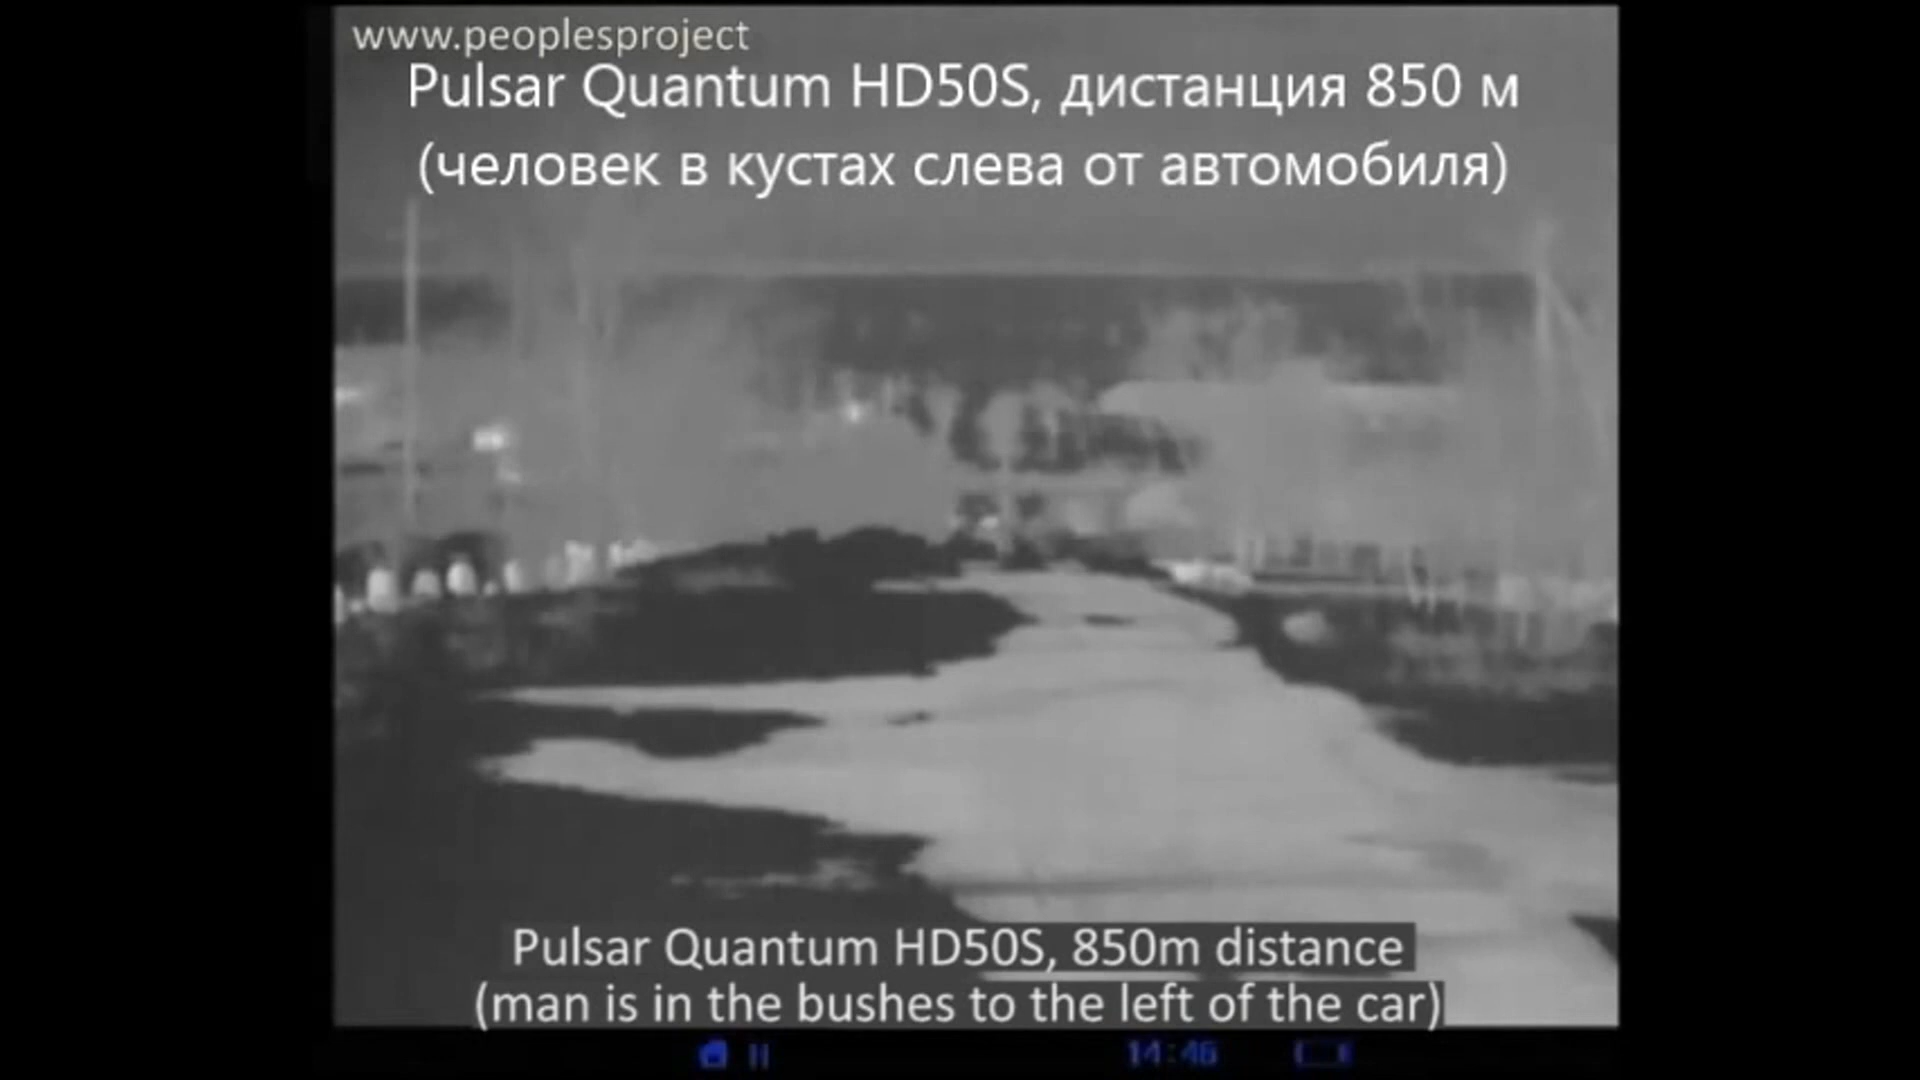 www.peoplesproject
Pulsar Quantum HD50S, дистанция 850 м
(человек в кустах слева от автомобиля)
Pulsar Quantum HD50S, 850m distance
(man is in the bushes to the left of the car)
14:46